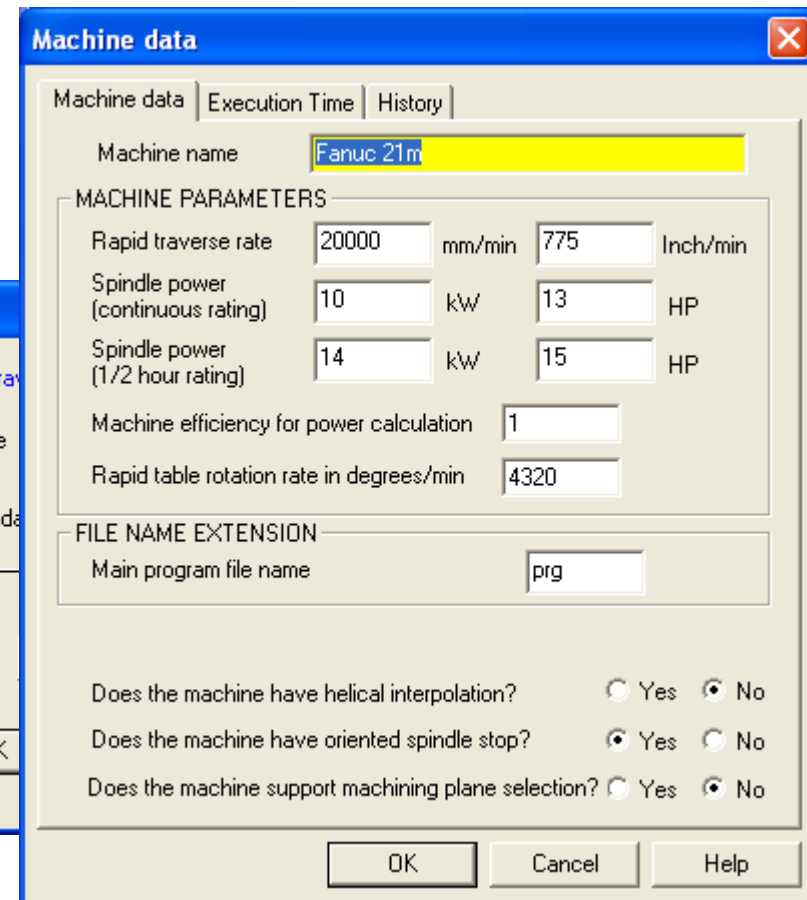 Machine data
Machine data Execution Time History
Machine name Fanuc 21m
MACHINE PARAMETERS
Rapid traverse rate 20000 mm/min 775 Inch/min
Spindle power
(continuous rating) 10 kW 13 HP
Spindle power
(1/2 hour rating) 14 kW 15 HP
Machine efficiency for power calculation 1
Rapid table rotation rate in degrees/min 4320
FILE NAME EXTENSION
Main program file name prg
Does the machine have helical interpolation? Yes No
Does the machine have oriented spindle stop? Yes No
Does the machine support machining plane selection? Yes No
OK Cancel Help